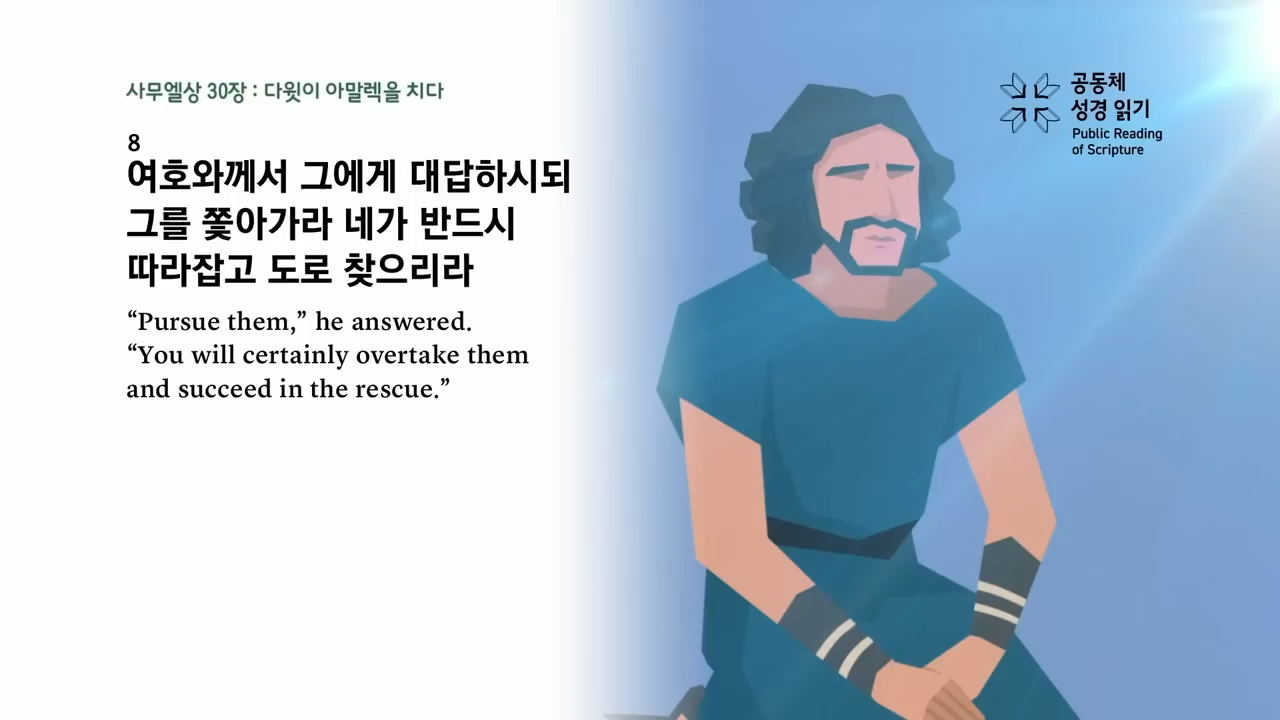 사무엘상 30장 : 다윗이 아말렉을 치다
8
여호와께서 그에게 대답하시되
그를 쫓아가라 네가 반드시
따라잡고 도로 찾으리라
“Pursue them,” he answered.
“You will certainly overtake them
and succeed in the rescue.”
공동체
성경 읽기
Public Reading
of Scripture